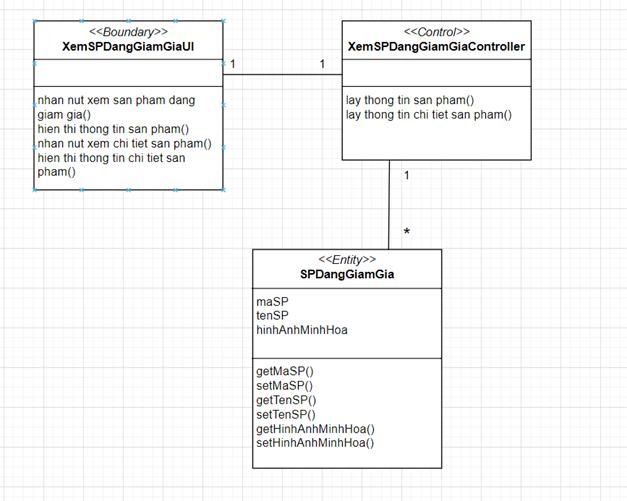 <<Boundary>>
XemSPDangGiamGiaUI
nhan nut xem san pham dang
giam gia()
hien thi thong tin san pham()
nhan nut xem chi tiet san pham()
hien thi thong tin chi tiet san
pham()
1
1
<<Control>>
XemSPDangGiamGiaController
lay thong tin san pham()
lay thong tin chi tiet san pham()
1
*
<<Entity>>
SPDangGiamGia
maSP
tenSP
hinhAnhMinhHoa
getMaSP()
setMaSP()
getTenSP()
setTenSP()
getHinhAnhMinhHoa()
setHinhAnhMinhHoa()